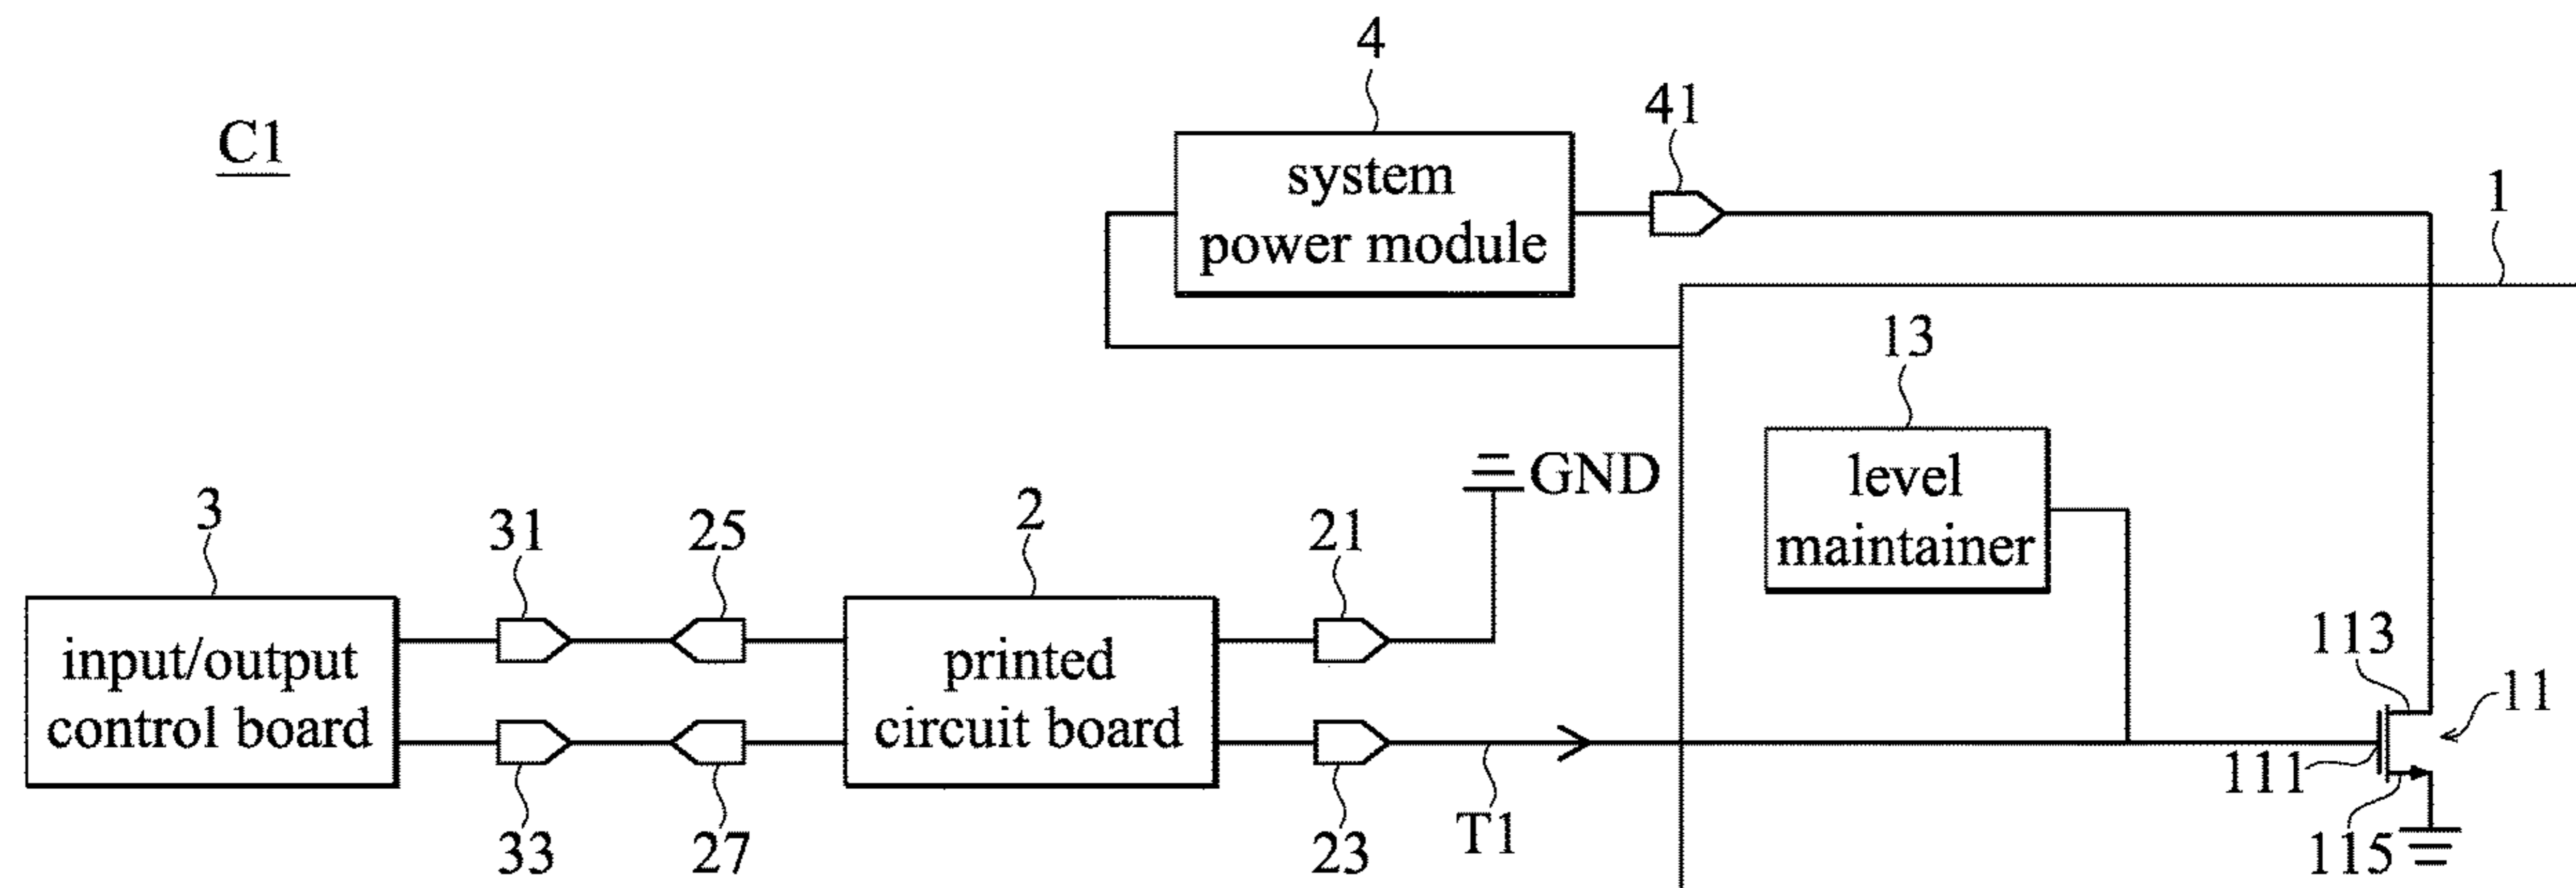 4
41
C1
system
power module
1
13
level
maintainer
GND
3
31
25
2
21
input/output
control board
printed
circuit board
113
11
111
33
27
23
T1
115